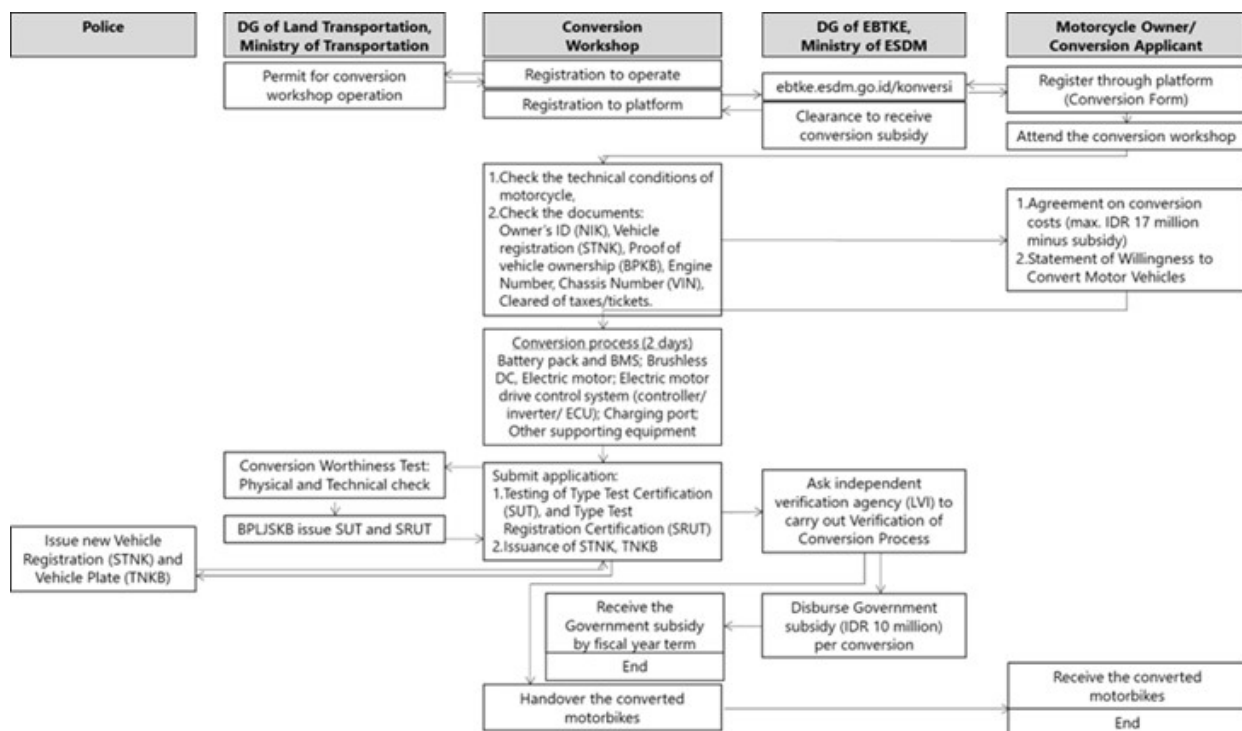 Police
DG of Land Transportation,
Ministry of Transportation
Conversion
Workshop
DG of EBTKE,
Ministry of ESDM
Motorcycle Owner/
Conversion Applicant
Permit for conversion
workshop operation
Registration to operate
Registration to platform
ebtke.esdm.go.id/konversi
Clearance to receive
conversion subsidy
Register through platform
(Conversion Form)
Attend the conversion workshop
1.Check the technical conditions of
motorcycle,
2.Check the documents:
Owner's ID (NIK), Vehicle
registration (STNK), Proof of
vehicle ownership (BPKB), Engine
Number, Chassis Number (VIN),
Cleared of taxes/tickets.
1.Agreement on conversion
costs (max. IDR 17 million
minus subsidy)
2.Statement of Willingness to
Convert Motor Vehicles
Conversion process (2 days)
Battery pack and BMS; Brushless
DC, Electric motor; Electric motor
drive control system (controller/
inverter/ ECU); Charging port;
Other supporting equipment
Conversion Worthiness Test:
Physical and Technical check
BPLJSKB issue SUT and SRUT
Submit application:
1.Testing of Type Test Certification
(SUT), and Type Test
Registration Certification (SRUT)
2.Issuance of STNK, TNKB
Ask independent
verification agency (LVI) to
carry out Verification of
Conversion Process
Issue new Vehicle
Registration (STNK) and
Vehicle Plate (TNKB)
Receive the
Government subsidy
by fiscal year term
End
Disburse Government
subsidy (IDR 10 million)
per conversion
Handover the converted
motorbikes
Receive the converted
motorbikes
End